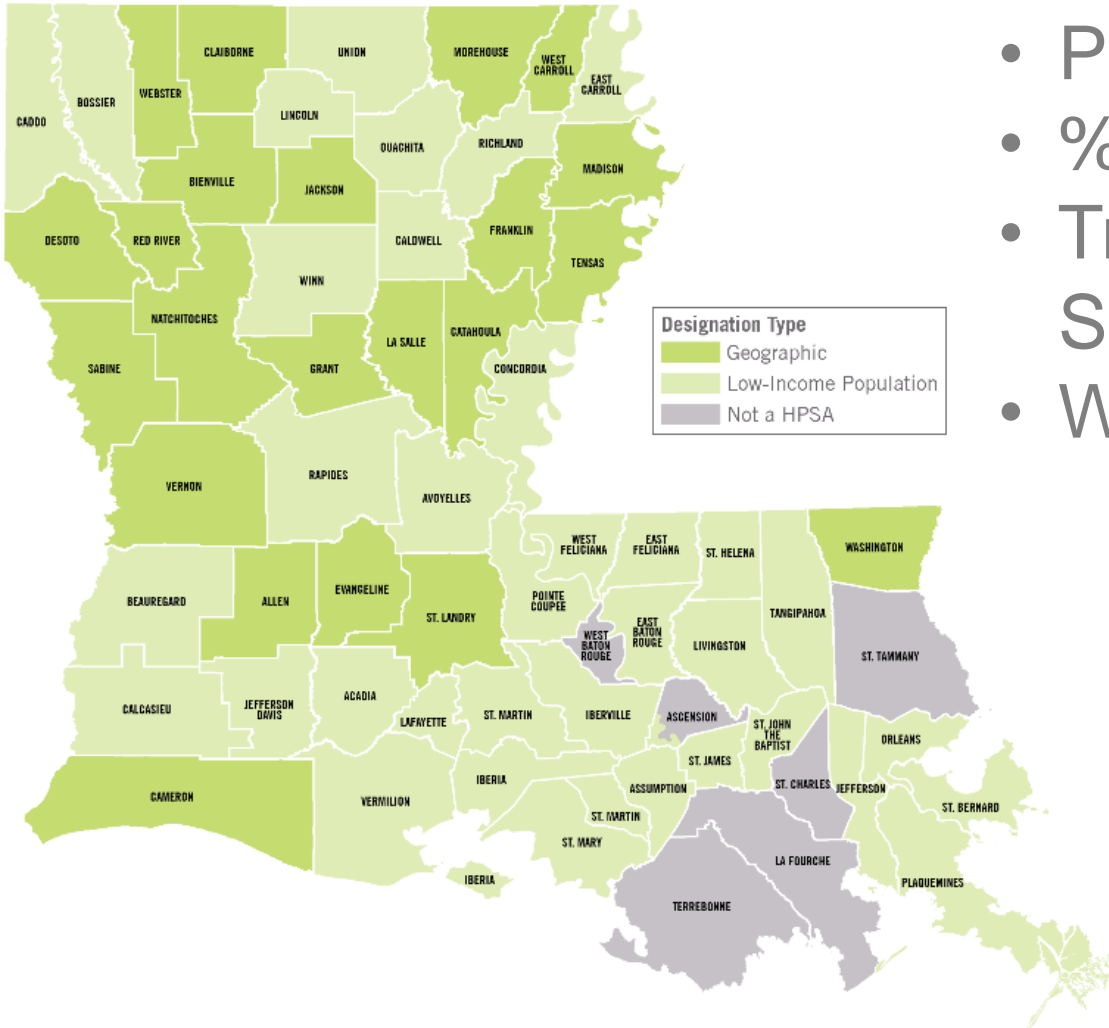 CLAIBORNE
UNION
MOREHOUSE
WEST
CARROLL
EAST
CARROLL
WEBSTER
BOSSIER
CADDO
LINCOLN
OUACHITA
RICHLAND
MADISON
BIENVILLE
JACKSON
DESOTO
RED RIVER
CALDWELL
FRANKLIN
TENSAS
WINN
NATCHITOCHES
LA SALLE
CATAHOULA
SABINE
GRANT
CONCORDIA
VERNON
RAPIDES
AVOYELLES
WEST
FELICIANA
EAST
FELICIANA
ST. HELENA
WASHINGTON
BEAUREGARD
ALLEN
EVANGELINE
ST. LANDRY
POINTE
COUPEE
WEST
BATON
ROUGE
EAST
BATON
ROUGE
LIVINGSTON
TANGIPAHOA
ST. TAMMANY
CALCASIEU
JEFFERSON
DAVIS
ACADIA
LAFAYETTE
ST. MARTIN
IBERVILLE
ASCENSION
ST. JOHN
THE
BAPTIST
ORLEANS
ST. JAMES
CAMERON
VERMILION
IBERIA
ASSUMPTION
ST. CHARLES
JEFFERSON
ST. BERNARD
ST. MARTIN
ST. MARY
LA FOURCHE
IBERIA
PLAQUEMINES
TERREBONNE
Designation Type
Geographic
Low-Income Population
Not a HPSA
• P
• %
• Tr
S
• W